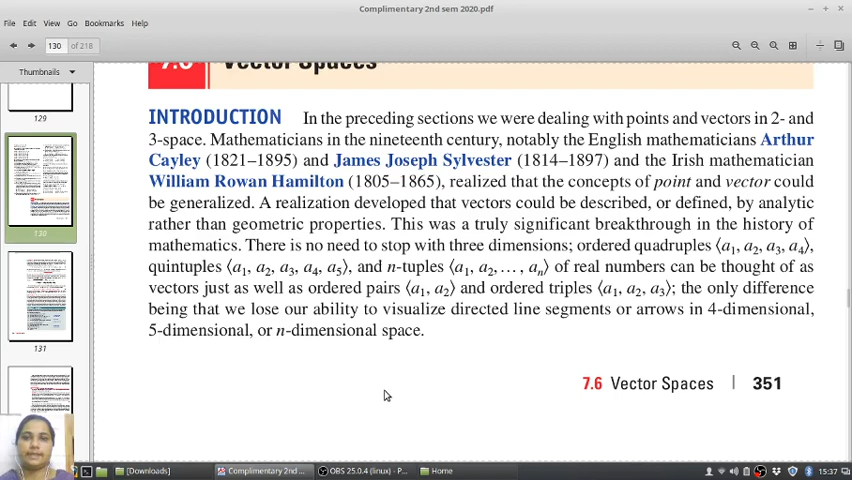 Complimentary 2nd sem 2020.pdf
File Edit View Go Bookmarks Help
130 of 218
Thumbnails
129
130
131
7.6 Vector Spaces
INTRODUCTION In the preceding sections we were dealing with points and vectors in 2- and
3-space. Mathematicians in the nineteenth century, notably the English mathematicians Arthur
Cayley (1821–1895) and James Joseph Sylvester (1814–1897) and the Irish mathematician
William Rowan Hamilton (1805–1865), realized that the concepts of point and vector could
be generalized. A realization developed that vectors could be described, or defined, by analytic
rather than geometric properties. This was a truly significant breakthrough in the history of
mathematics. There is no need to stop with three dimensions; ordered quadruples ⟨a₁, a₂, a₃, a₄⟩,
quintuples ⟨a₁, a₂, a₃, a₄, a₅⟩, and n-tuples ⟨a₁, a₂, . . . , aₙ⟩ of real numbers can be thought of as
vectors just as well as ordered pairs ⟨a₁, a₂⟩ and ordered triples ⟨a₁, a₂, a₃⟩; the only difference
being that we lose our ability to visualize directed line segments or arrows in 4-dimensional,
5-dimensional, or n-dimensional space.
7.6 Vector Spaces | 351
[Downloads] Complimentary 2nd ... OBS 25.0.4 (linux) - P... Home 15:37